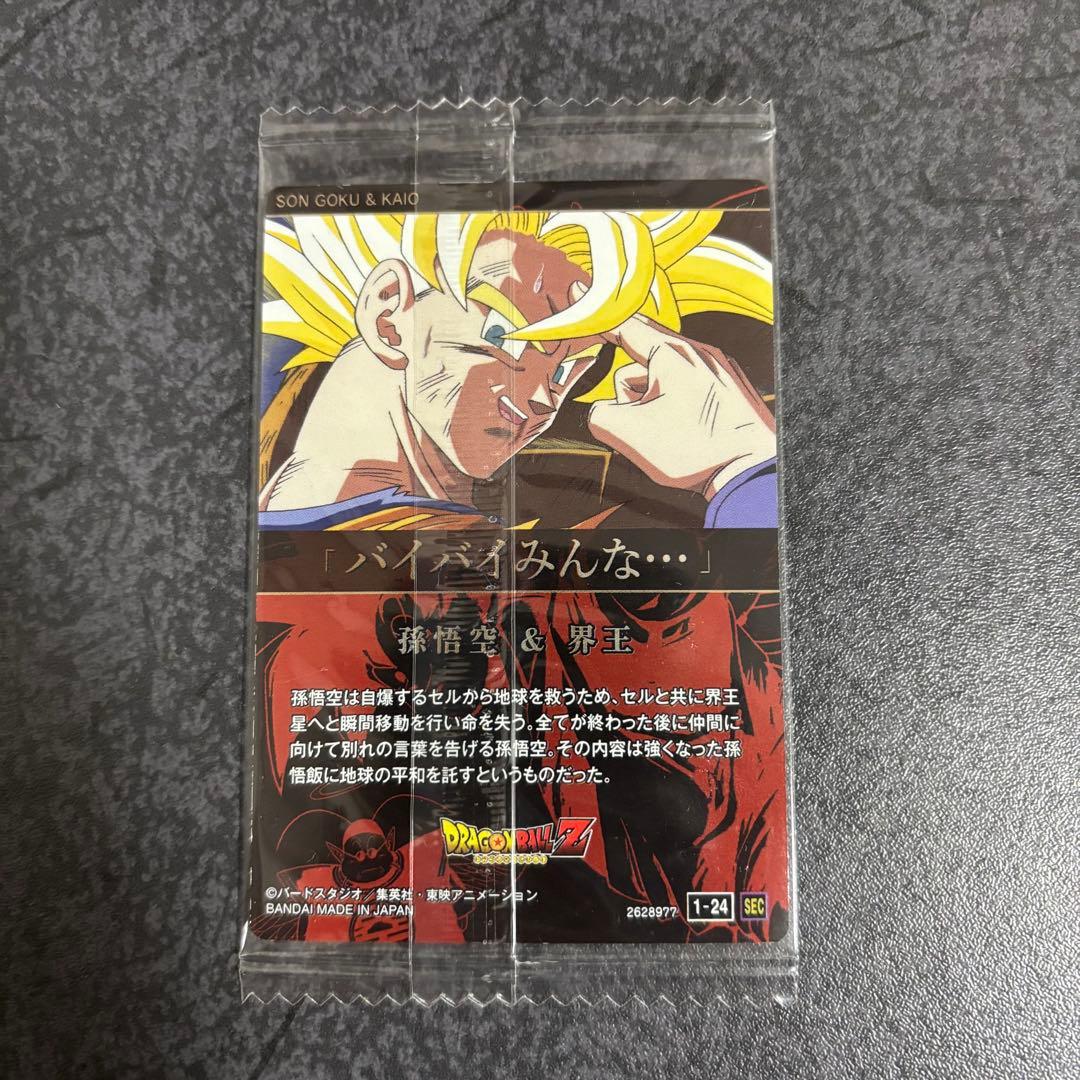 SON GOKU & KAIO
「バイバイみんな…」
孫悟空 & 界王
孫悟空は自爆するセルから地球を救うため、セルと共に界王
星へと瞬間移動を行い命を失う。全てが終わった後に仲間に
向けて別れの言葉を告げる孫悟空。その内容は強くなった孫
悟飯に地球の平和を託すというものだった。
DRAGON BALL Z
©バードスタジオ/集英社・東映アニメーション
BANDAI MADE IN JAPAN
2628977 1-24 SEC